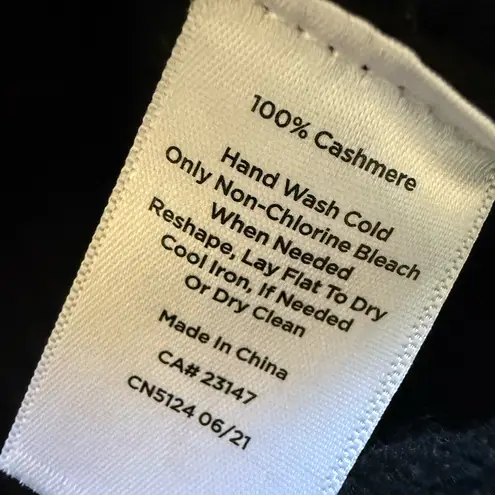 100% Cashmere
Hand Wash Cold
Only Non-Chlorine Bleach
When Needed
Reshape, Lay Flat To Dry
Cool Iron, If Needed
Or Dry Clean
Made In China
CA# 23147
CN5124 06/21